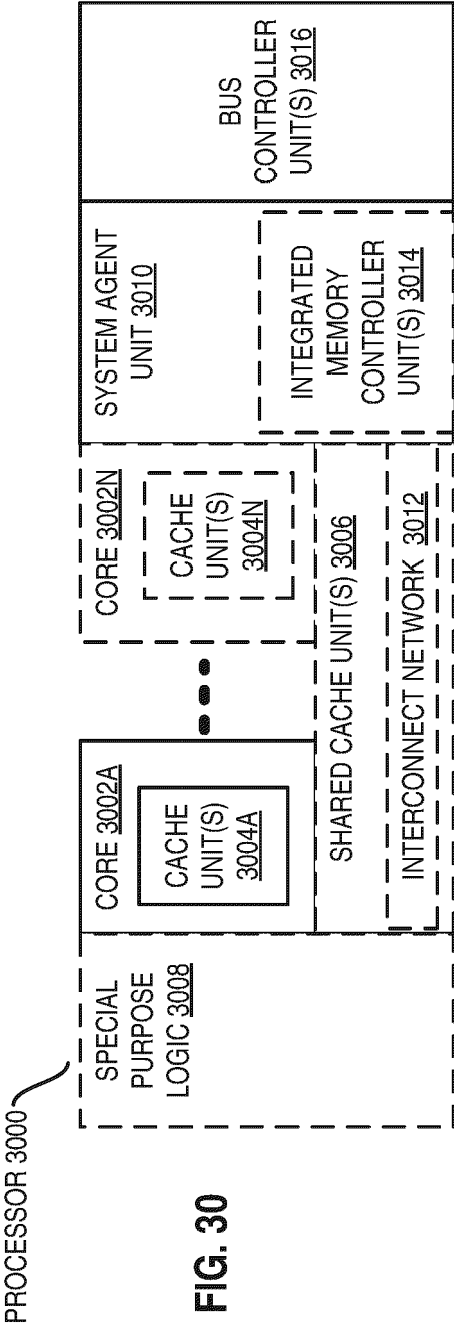 PROCESSOR 3000
SPECIAL
PURPOSE
LOGIC 3008
CORE 3002A
CACHE
UNIT(S)
3004A
CORE 3002N
CACHE
UNIT(S)
3004N
SHARED CACHE UNIT(S) 3006
INTERCONNECT NETWORK 3012
SYSTEM AGENT
UNIT 3010
INTEGRATED
MEMORY
CONTROLLER
UNIT(S) 3014
BUS
CONTROLLER
UNIT(S) 3016
FIG. 30